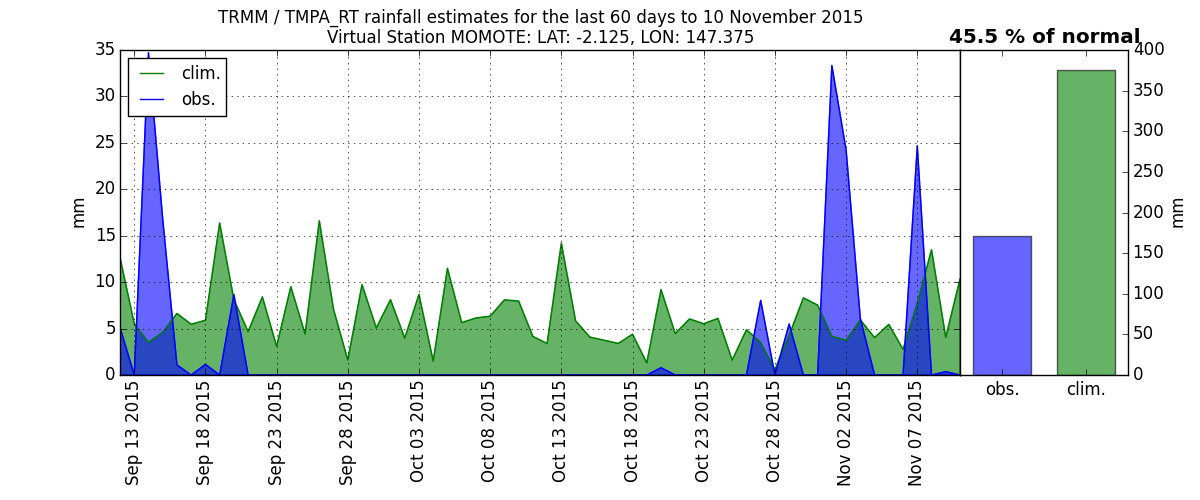 TRMM / TMPA_RT rainfall estimates for the last 60 days to 10 November 2015
Virtual Station MOMOTE: LAT: -2.125, LON: 147.375
45.5 % of normal
clim.
obs.
35
30
25
20
15
10
5
0
mm
400
350
300
250
200
150
100
50
0
mm
Sep 13 2015
Sep 18 2015
Sep 23 2015
Sep 28 2015
Oct 03 2015
Oct 08 2015
Oct 13 2015
Oct 18 2015
Oct 23 2015
Oct 28 2015
Nov 02 2015
Nov 07 2015
obs.
clim.